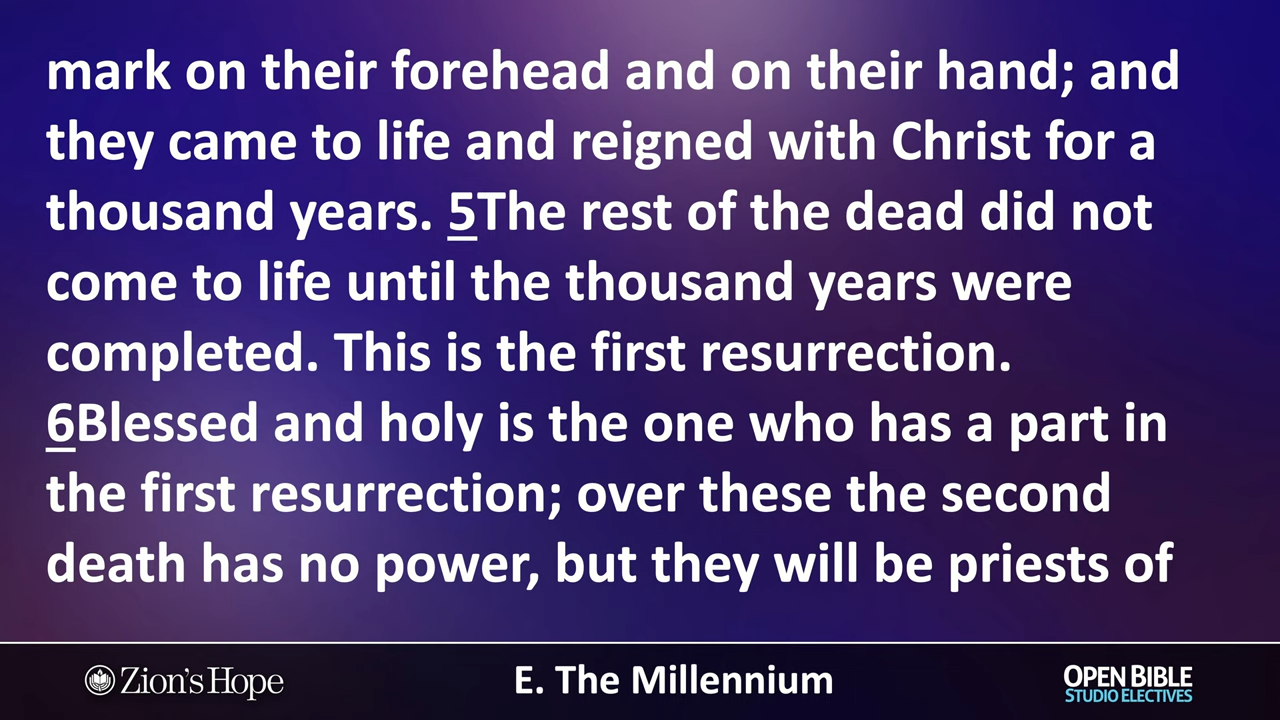 mark on their forehead and on their hand; and
they came to life and reigned with Christ for a
thousand years. 5The rest of the dead did not
come to life until the thousand years were
completed. This is the first resurrection.
6Blessed and holy is the one who has a part in
the first resurrection; over these the second
death has no power, but they will be priests of
Zion's Hope
E. The Millennium
OPEN BIBLE
STUDIO ELECTIVES